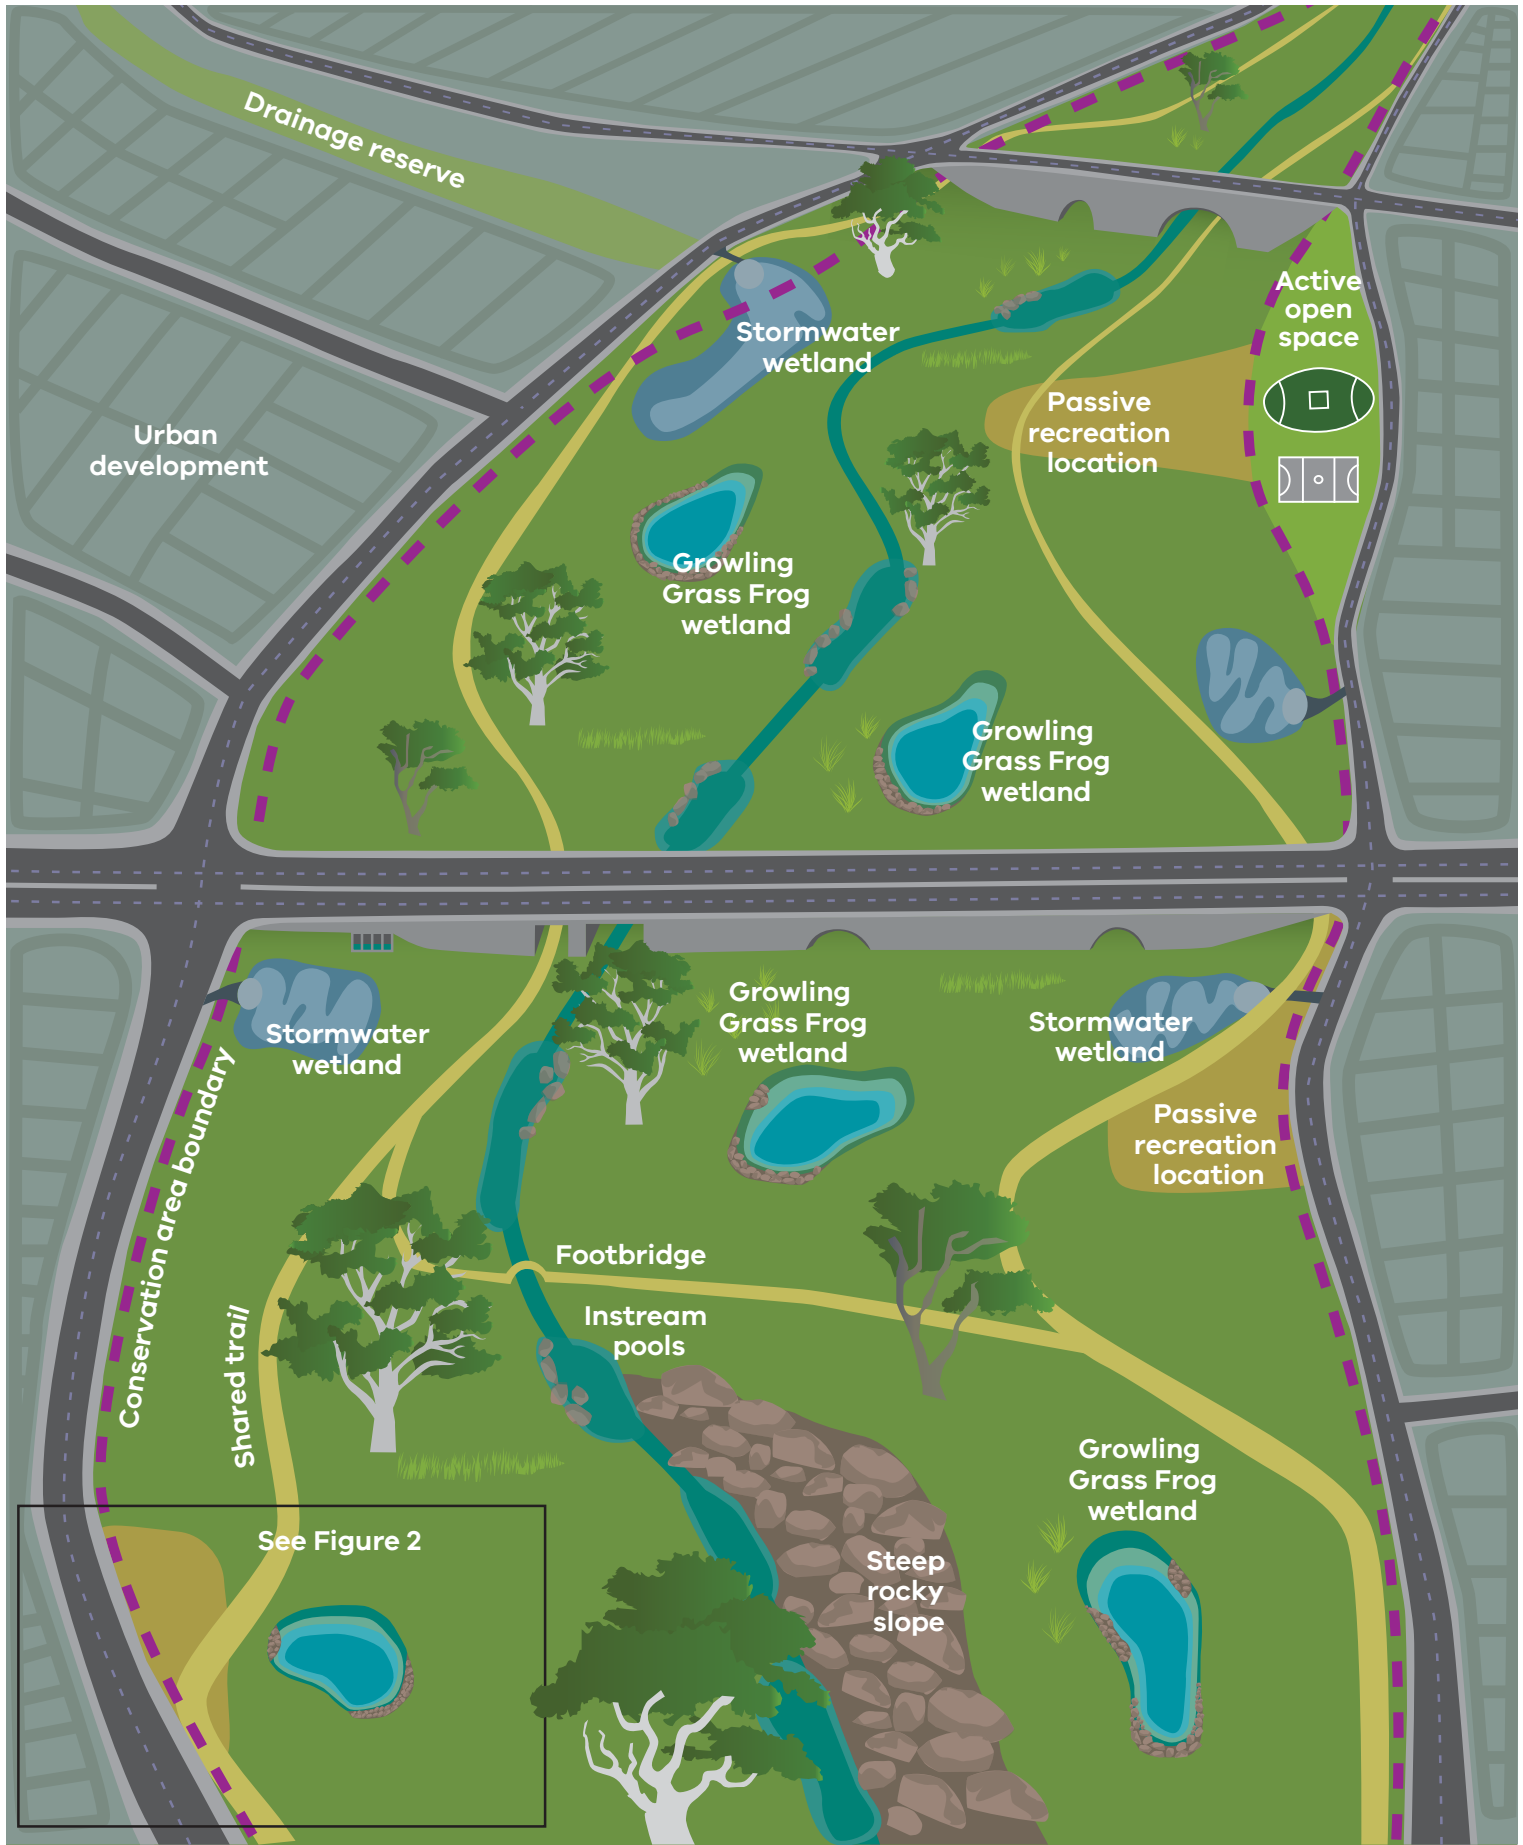 Drainage reserve
Active
open
space
Stormwater
wetland
Passive
recreation
location
Urban
development
Growling
Grass Frog
wetland
Growling
Grass Frog
wetland
Growling
Grass Frog
wetland
Stormwater
wetland
Stormwater
wetland
Conservation area boundary
Passive
recreation
location
Footbridge
Shared trail
Instream
pools
Growling
Grass Frog
wetland
See Figure 2
Steep
rocky
slope